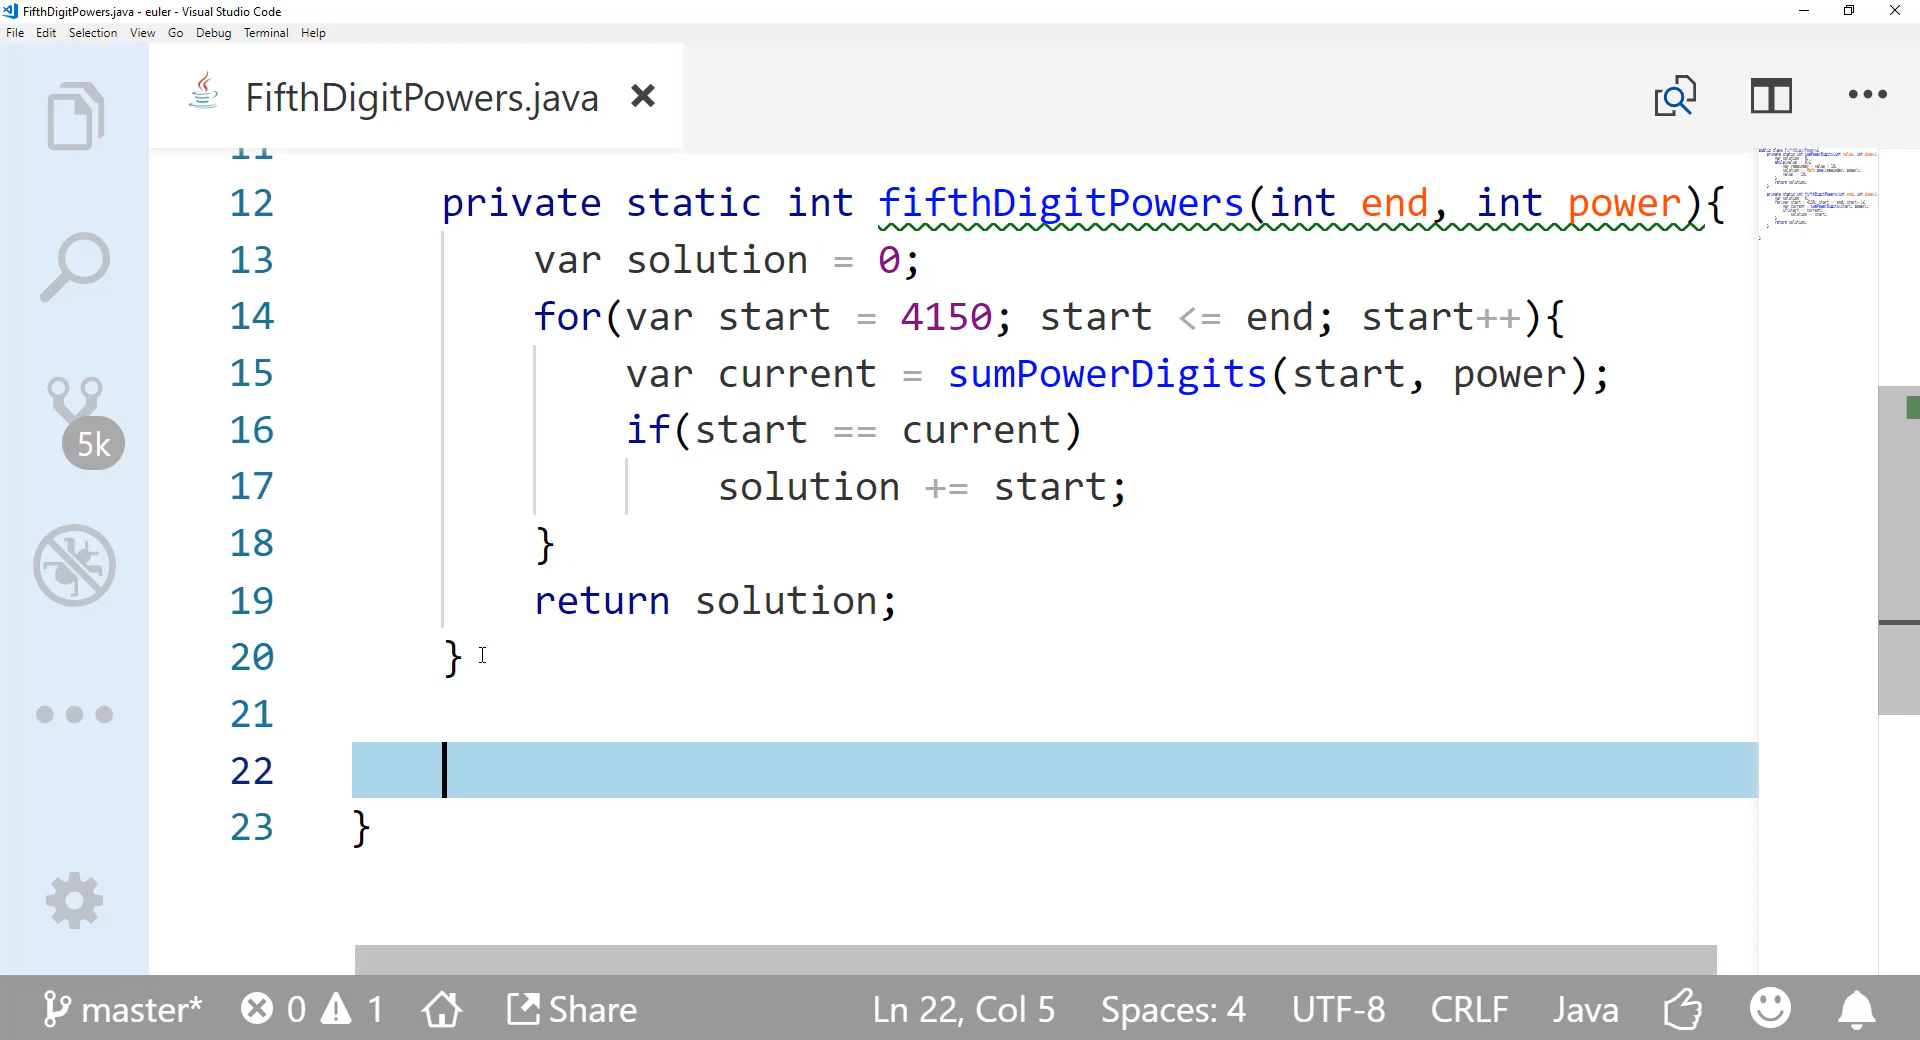 FifthDigitPowers.java - euler - Visual Studio Code
File Edit Selection View Go Debug Terminal Help
FifthDigitPowers.java
11
12 private static int fifthDigitPowers(int end, int power){
13 var solution = 0;
14 for(var start = 4150; start <= end; start++){
15 var current = sumPowerDigits(start, power);
16 if(start == current)
17 solution += start;
18 }
19 return solution;
20 }
21
22
23 }
5k
master* 0 1 Share Ln 22, Col 5 Spaces: 4 UTF-8 CRLF Java